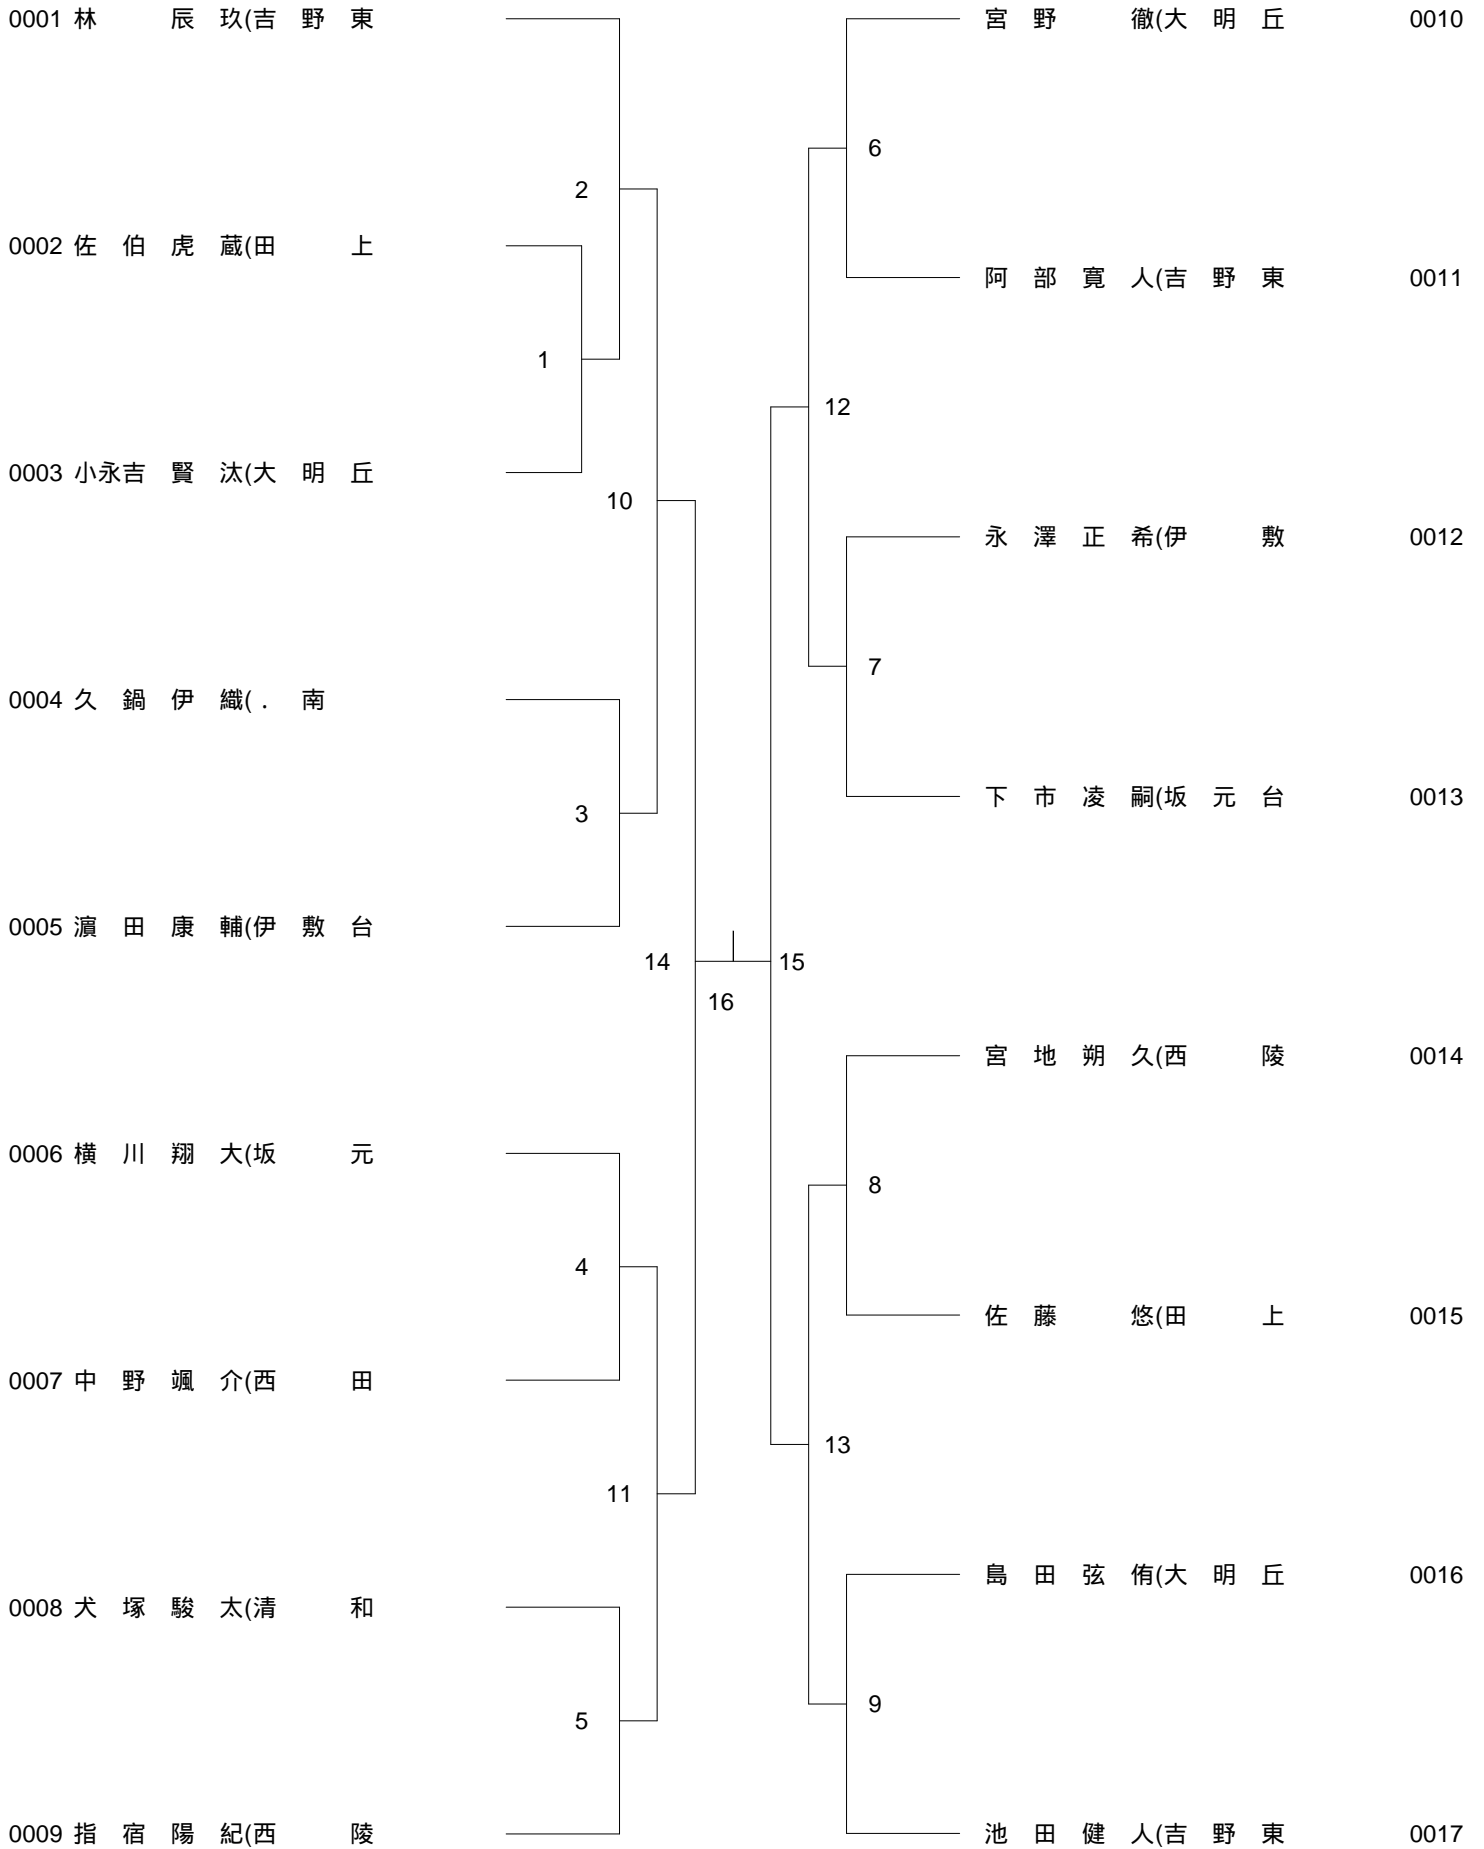 0001 林　　　辰　玖(吉　野　東
2
0002 佐　伯　虎　蔵(田　　　上
1
0003 小永吉　賢　汰(大　明　丘
10
0004 久　鍋　伊　織(．　南
3
0005 濵　田　康　輔(伊　敷　台
14
16
0006 横　川　翔　大(坂　　　元
4
0007 中　野　颯　介(西　　　田
11
0008 犬　塚　駿　太(清　　　和
5
0009 指　宿　陽　紀(西　　　陵
宮　野　　　徹(大　明　丘　0010
6
阿　部　寛　人(吉　野　東　0011
12
永　澤　正　希(伊　　　敷　0012
7
下　市　凌　嗣(坂　元　台　0013
15
宮　地　朔　久(西　　　陵　0014
8
佐　藤　　　悠(田　　　上　0015
13
島　田　弦　侑(大　明　丘　0016
9
池　田　健　人(吉　野　東　0017